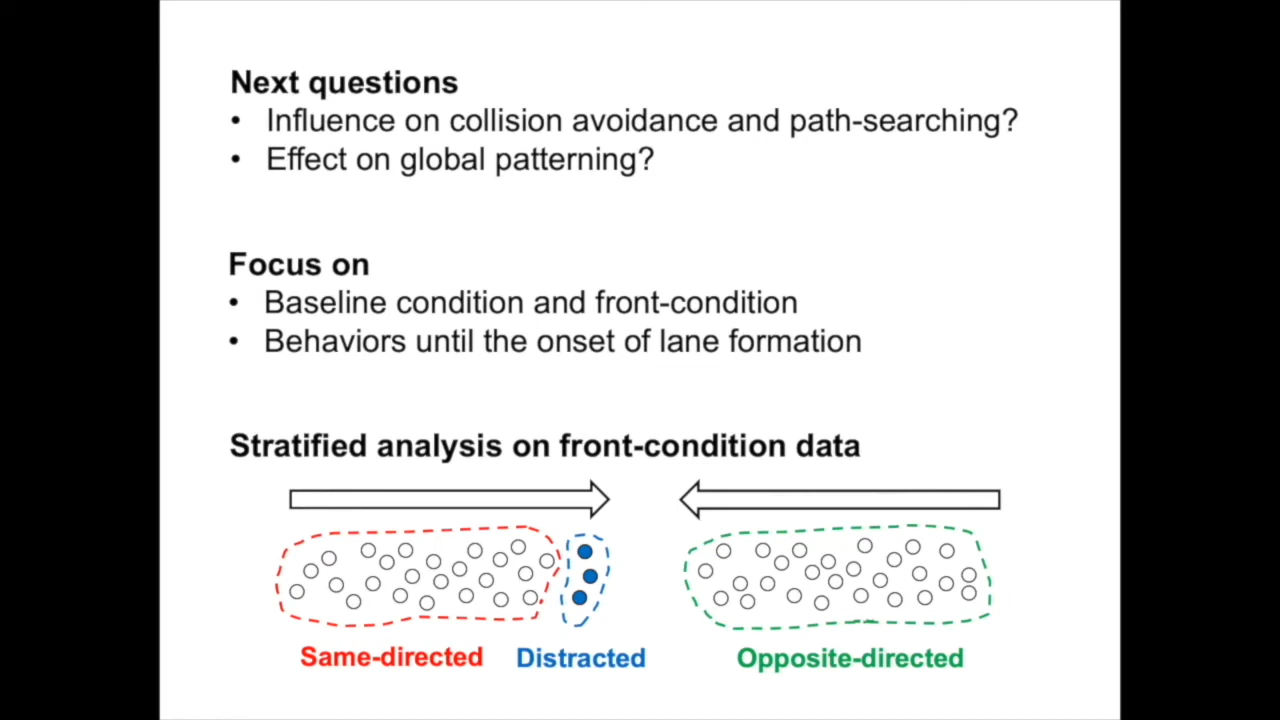 Next questions
• Influence on collision avoidance and path-searching?
• Effect on global patterning?
Focus on
• Baseline condition and front-condition
• Behaviors until the onset of lane formation
Stratified analysis on front-condition data
Same-directed Distracted Opposite-directed